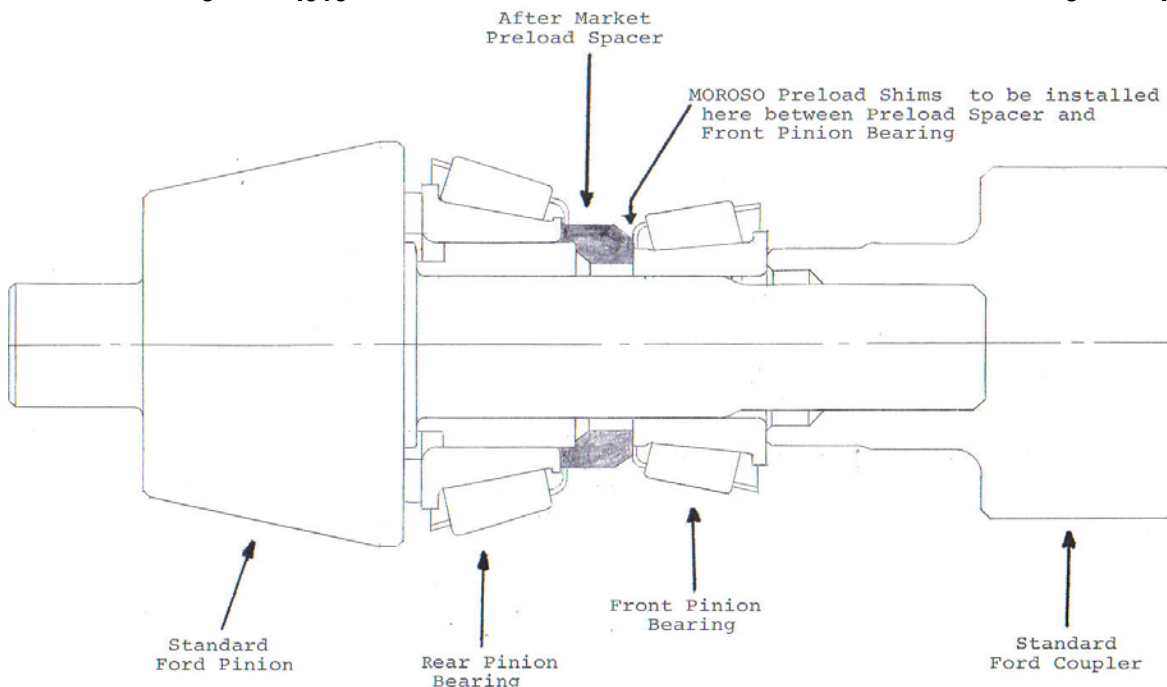 After Market
Preload Spacer
MOROSO Preload Shims to be installed
here between Preload Spacer and
Front Pinion Bearing
Front Pinion
Bearing
Standard
Ford Pinion
Rear Pinion
Bearing
Standard
Ford Coupler